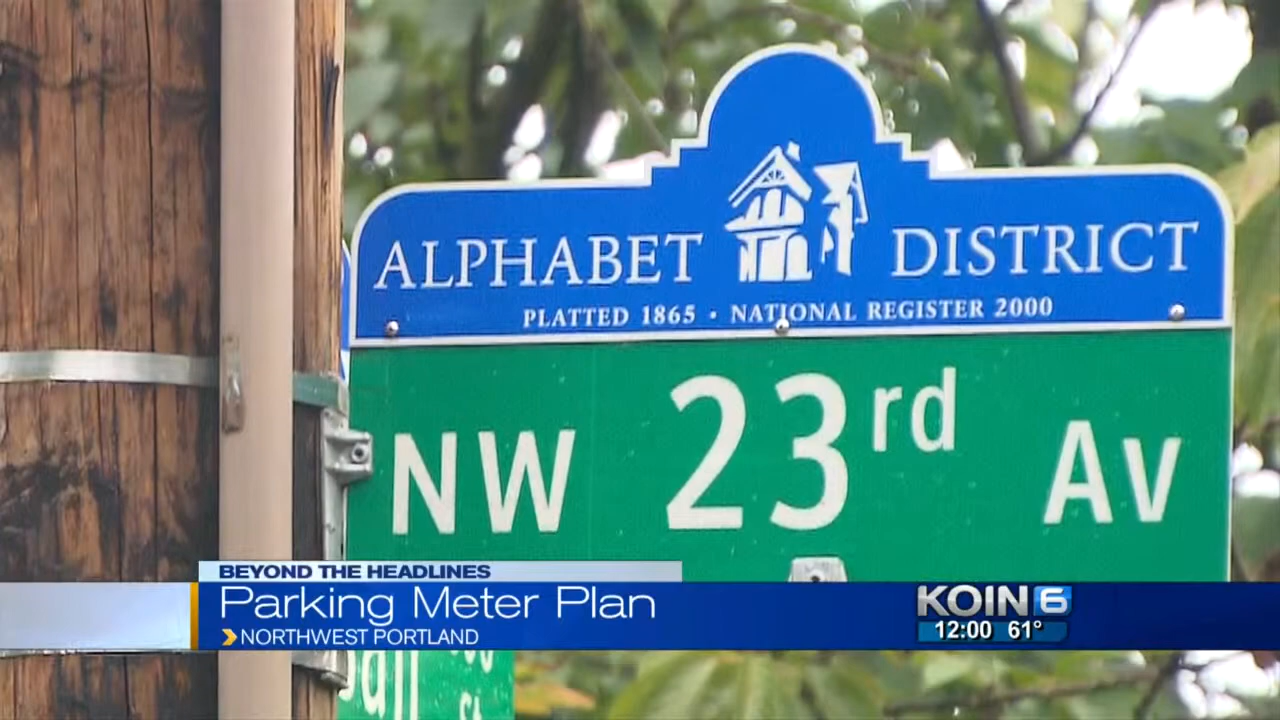 ALPHABET DISTRICT
PLATTED 1865 • NATIONAL REGISTER 2000
NW 23rd Av
BEYOND THE HEADLINES
Parking Meter Plan
NORTHWEST PORTLAND
KOIN 6
12:00 61°
St